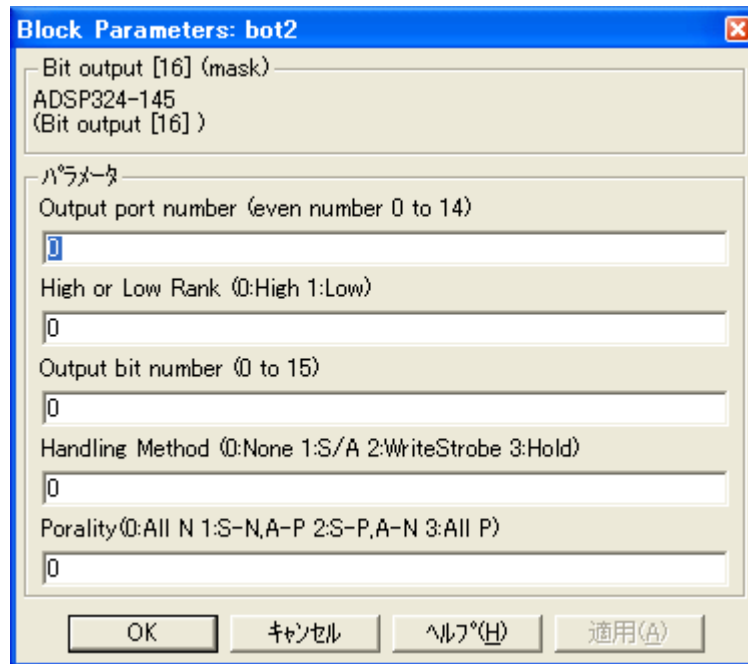 Block Parameters: bot2
Bit output [16] (mask)
ADSP324-145
(Bit output [16] )
パラメータ
Output port number (even number 0 to 14)
0
High or Low Rank (0:High 1:Low)
0
Output bit number (0 to 15)
0
Handling Method (0:None 1:S/A 2:WriteStrobe 3:Hold)
0
Porality(0:All N 1:S-N,A-P 2:S-P,A-N 3:All P)
0
OK キャンセル ヘルプ(H) 適用(A)